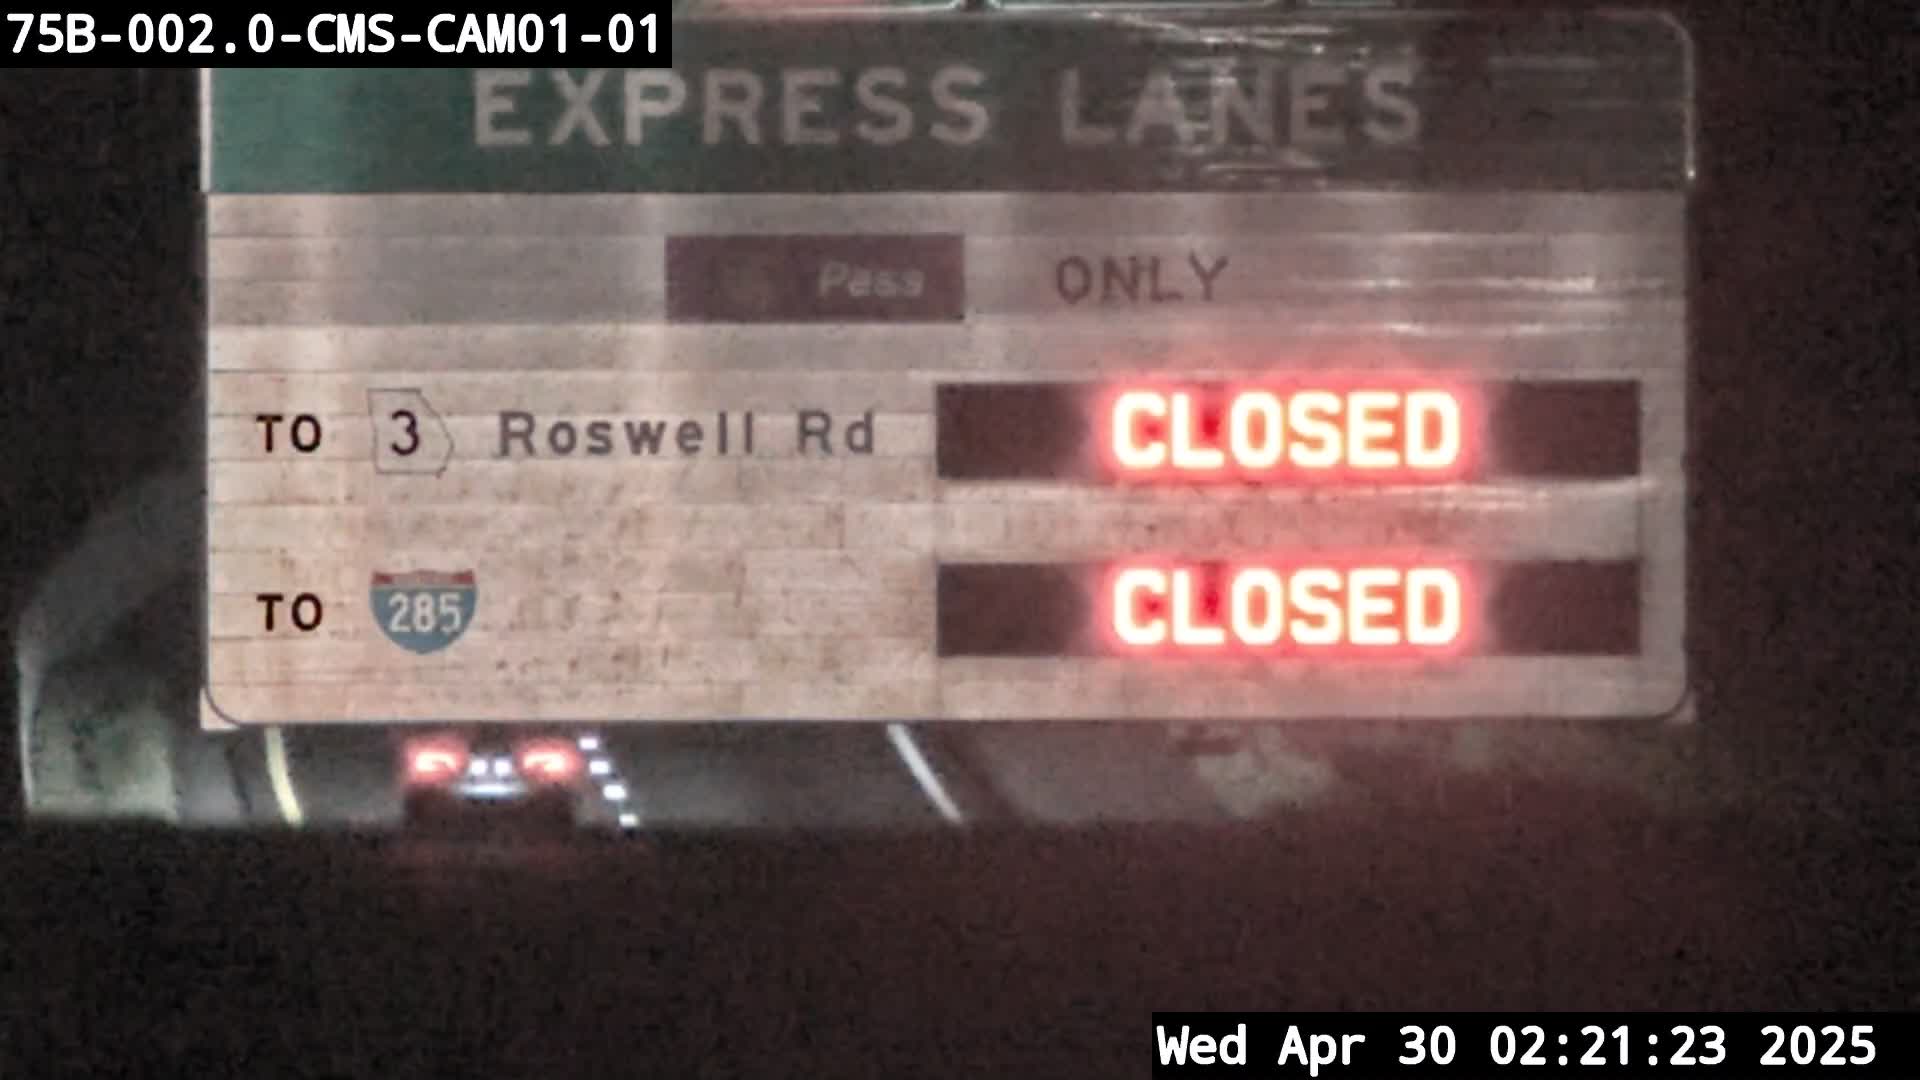 75B-002.0-CMS-CAM01-01
EXPRESS LANES
Pass ONLY
TO 3 Roswell Rd CLOSED
TO 285 CLOSED
Wed Apr 30 02:21:23 2025